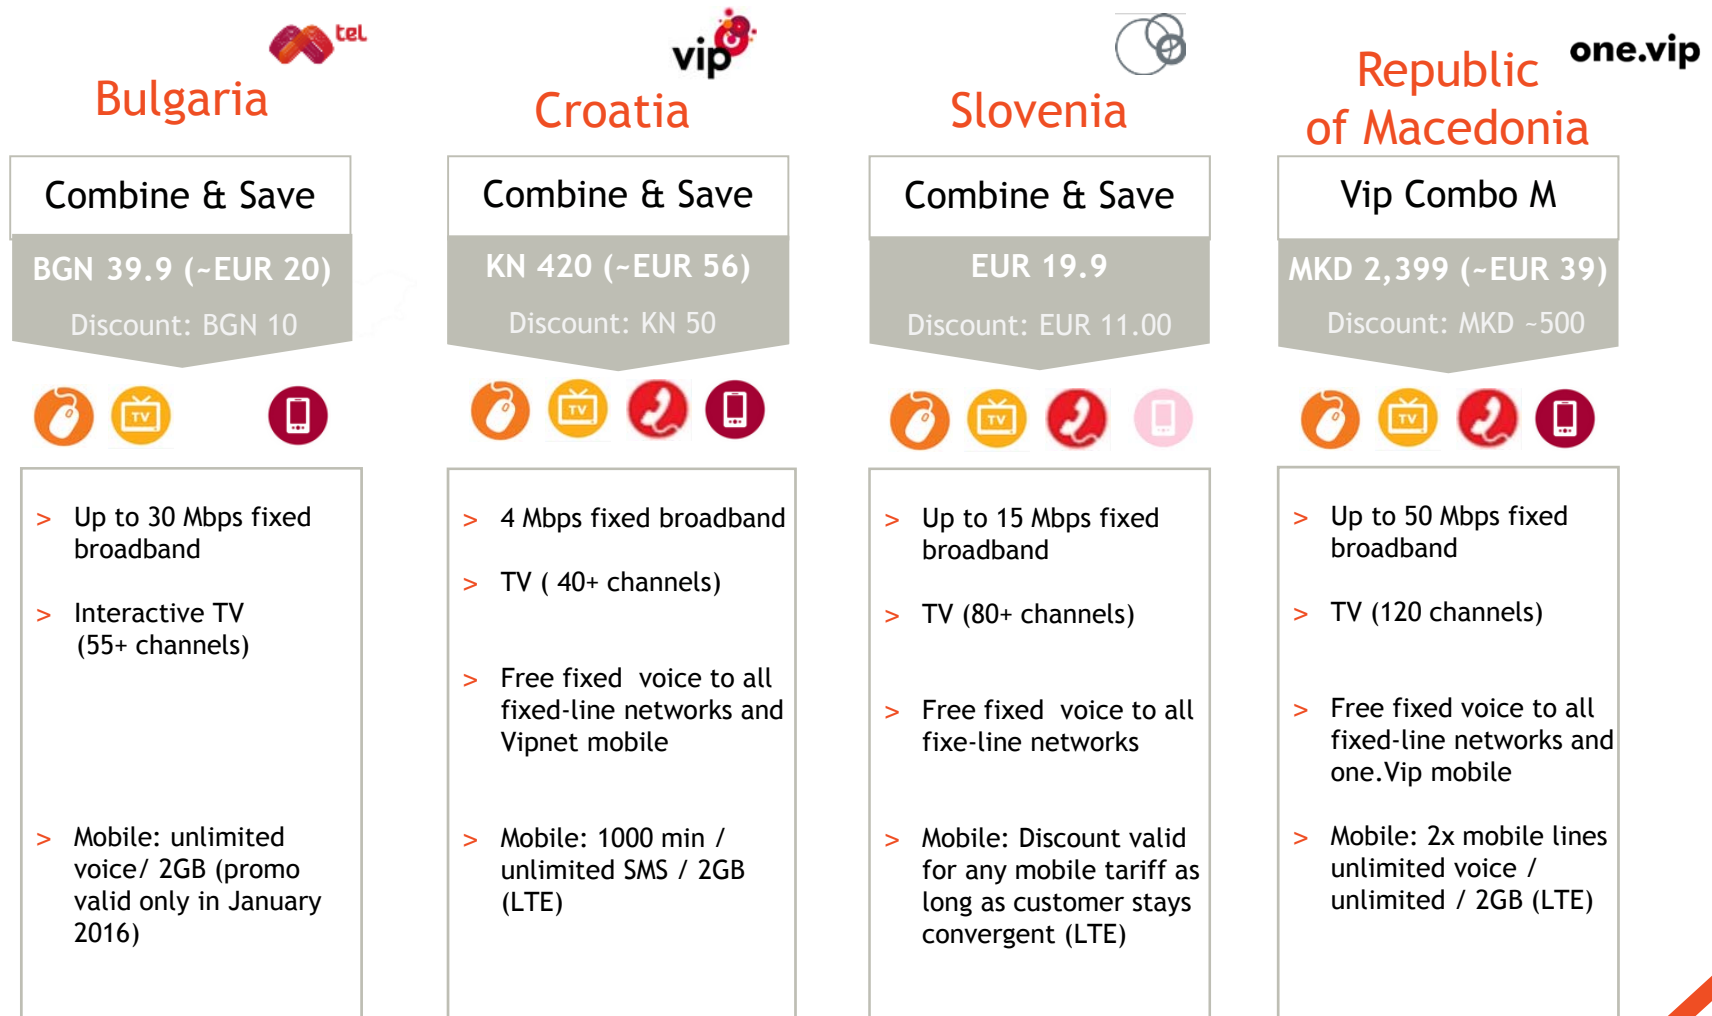 tel
Bulgaria
Combine & Save
BGN 39.9 (~EUR 20)
Discount: BGN 10
TV
> Up to 30 Mbps fixed
broadband
> Interactive TV
(55+ channels)
> Mobile: unlimited
voice/ 2GB (promo
valid only in January
2016)
vip
Croatia
Combine & Save
KN 420 (~EUR 56)
Discount: KN 50
TV
> 4 Mbps fixed broadband
> TV ( 40+ channels)
> Free fixed  voice to all
fixed-line networks and
Vipnet mobile
> Mobile: 1000 min /
unlimited SMS / 2GB
(LTE)
Slovenia
Combine & Save
EUR 19.9
Discount: EUR 11.00
TV
> Up to 15 Mbps fixed
broadband
> TV (80+ channels)
> Free fixed  voice to all
fixe-line networks
> Mobile: Discount valid
for any mobile tariff as
long as customer stays
convergent (LTE)
one.vip
Republic
of Macedonia
Vip Combo M
MKD 2,399 (~EUR 39)
Discount: MKD ~500
TV
> Up to 50 Mbps fixed
broadband
> TV (120 channels)
> Free fixed voice to all
fixed-line networks and
one.Vip mobile
> Mobile: 2x mobile lines
unlimited voice /
unlimited / 2GB (LTE)